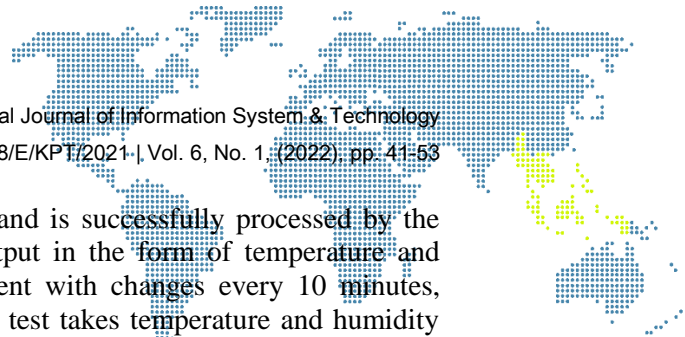 al Journal of Information System & Technology
8/E/KPT/2021 | Vol. 6, No. 1, (2022), pp. 41-53
and is successfully processed by the
tput in the form of temperature and
ent with changes every 10 minutes,
test takes temperature and humidity